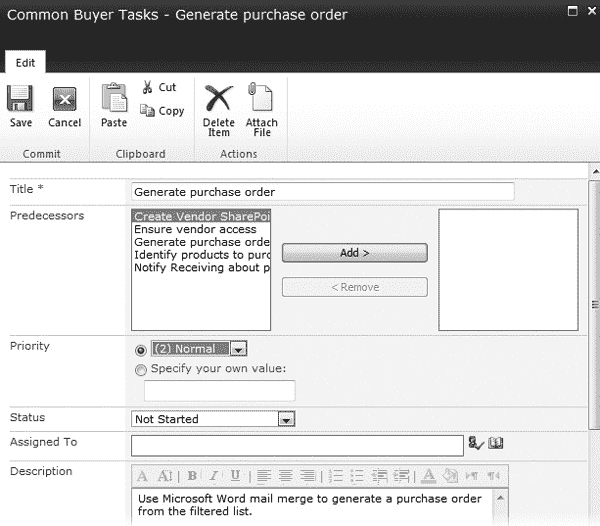 Common Buyer Tasks - Generate purchase order
Edit
Save
Cancel
Paste
Cut
Copy
Delete Item
Attach File
Commit
Clipboard
Actions
Title *
Generate purchase order
Predecessors
Create Vendor SharePoi
Ensure vendor access
Generate purchase orde
Identify products to purc
Notify Receiving about p
Add >
< Remove
Priority
(2) Normal
Specify your own value:
Status
Not Started
Assigned To
Description
A A B I U A
Use Microsoft Word mail merge to generate a purchase order
from the filtered list.